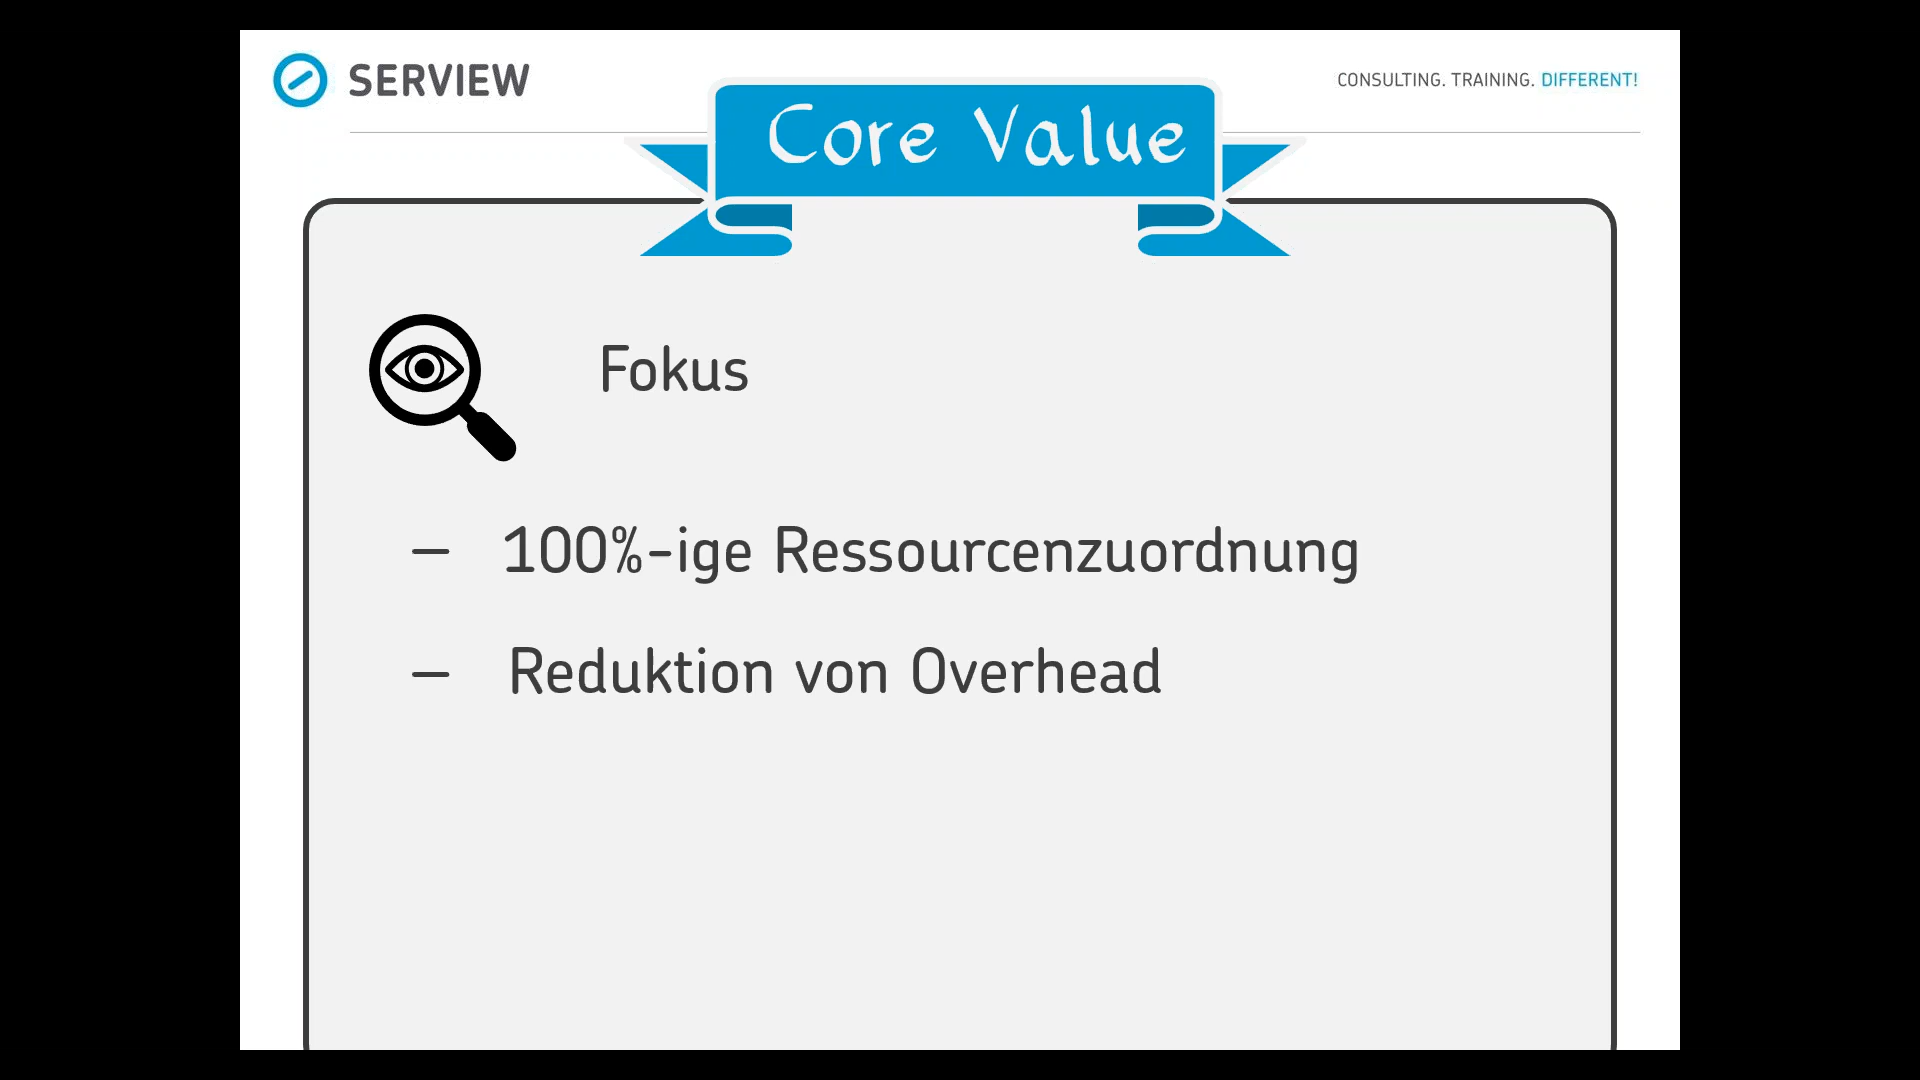 SERVIEW
CONSULTING. TRAINING. DIFFERENT!
Core Value
Fokus
– 100%-ige Ressourcenzuordnung
– Reduktion von Overhead